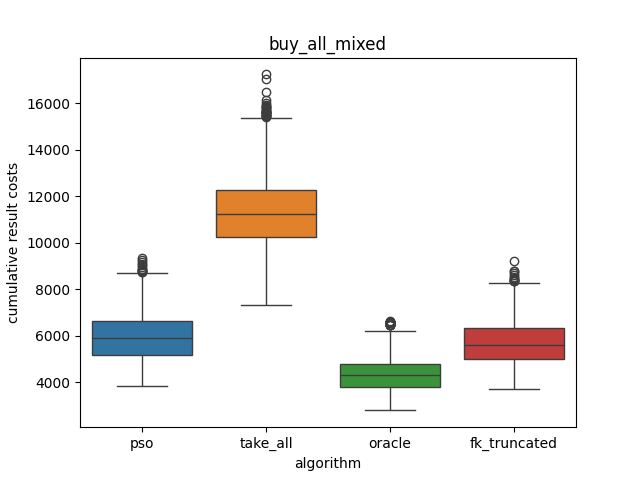 buy_all_mixed
cumulative result costs
16000
14000
12000
10000
8000
6000
4000
pso take_all oracle fk_truncated
algorithm